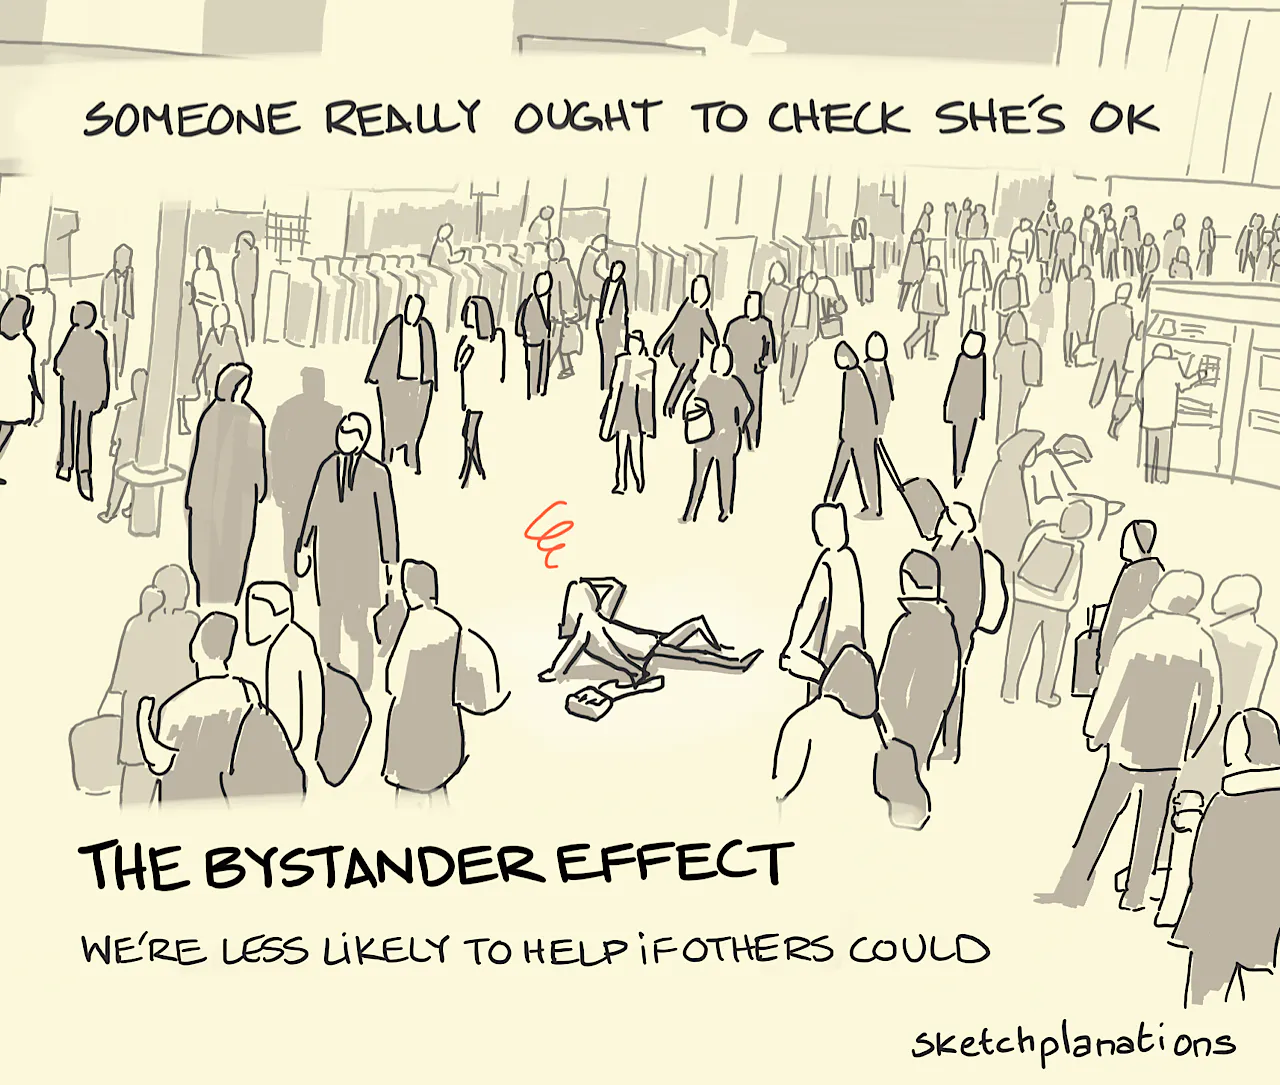 SOMEONE REALLY OUGHT TO CHECK SHE'S OK
THE BYSTANDER EFFECT
WE'RE LESS LIKELY TO HELP IF OTHERS COULD
sketchplanations